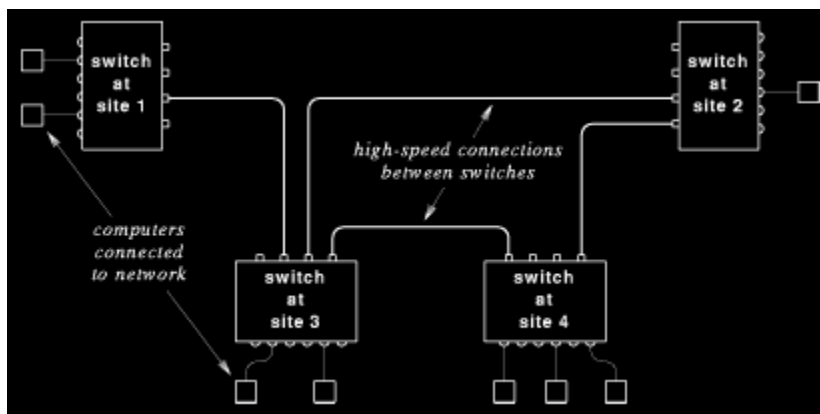 switch
at
site 1
switch
at
site 2
high-speed connections
between switches
computers
connected
to network
switch
at
site 3
switch
at
site 4